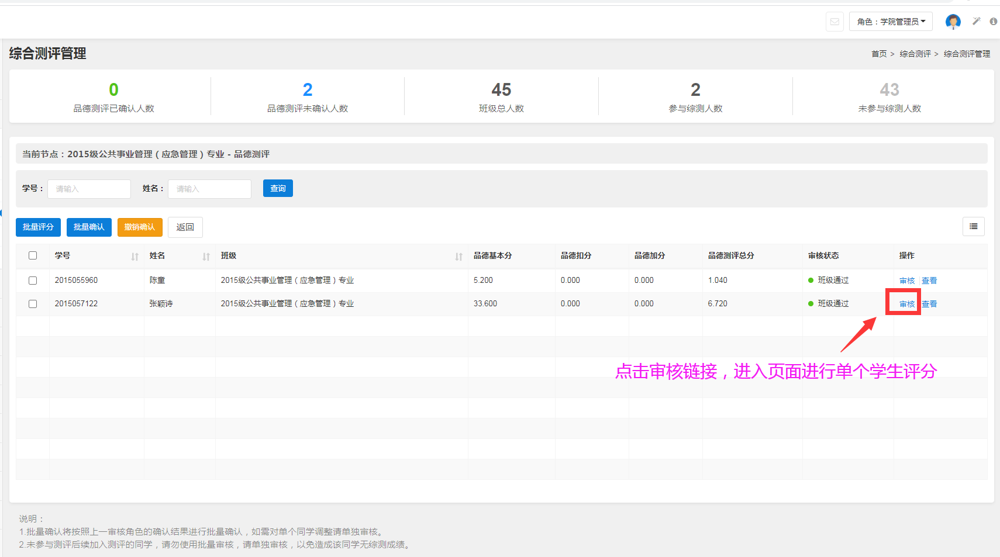 角色：学院管理员
综合测评管理
首页 > 综合测评 > 综合测评管理
0 2 45 2 43
品德测评已确认人数 品德测评未确认人数 班级总人数 参与综测人数 未参与综测人数
当前节点：2015级公共事业管理（应急管理）专业 - 品德测评
学号： 请输入 姓名： 请输入 查询
批量评分 批量确认 撤销确认 返回
学号 姓名 班级 品德基本分 品德扣分 品德加分 品德测评总分 审核状态 操作
2015055960 陈童 2015级公共事业管理（应急管理）专业 5.200 0.000 0.000 1.040 班级通过 审核 查看
2015057122 张颖诗 2015级公共事业管理（应急管理）专业 33.600 0.000 0.000 6.720 班级通过 审核 查看
点击审核链接，进入页面进行单个学生评分
说明：
1.批量确认将按照上一审核角色的确认结果进行批量确认，如需对单个同学调整请单独审核。
2.未参与测评后续加入测评的同学，请勿使用批量审核，请单独审核，以免造成该同学无综测成绩。